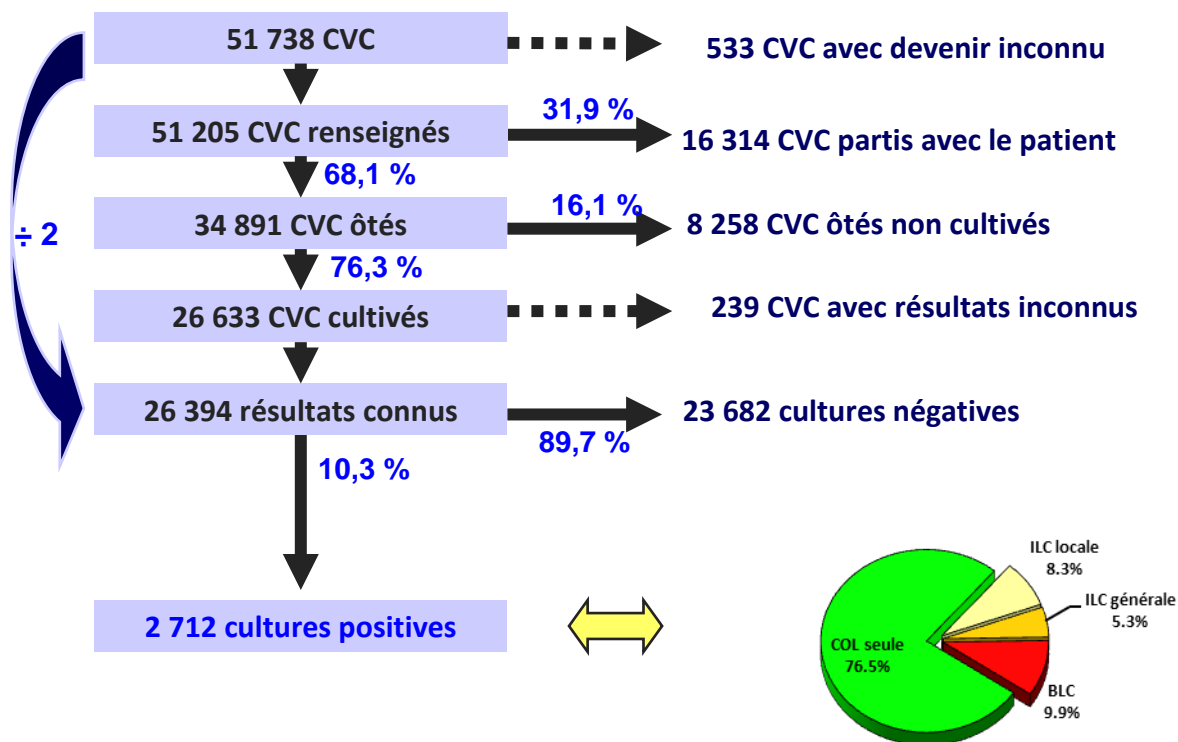 51 738 CVC
533 CVC avec devenir inconnu
31,9 %
51 205 CVC renseignés
16 314 CVC partis avec le patient
68,1 %
16,1 %
34 891 CVC ôtés
8 258 CVC ôtés non cultivés
÷ 2
76,3 %
26 633 CVC cultivés
239 CVC avec résultats inconnus
26 394 résultats connus
23 682 cultures négatives
89,7 %
10,3 %
2 712 cultures positives
ILC locale
8.3%
ILC générale
5.3%
COL seule
76.5%
BLC
9.9%